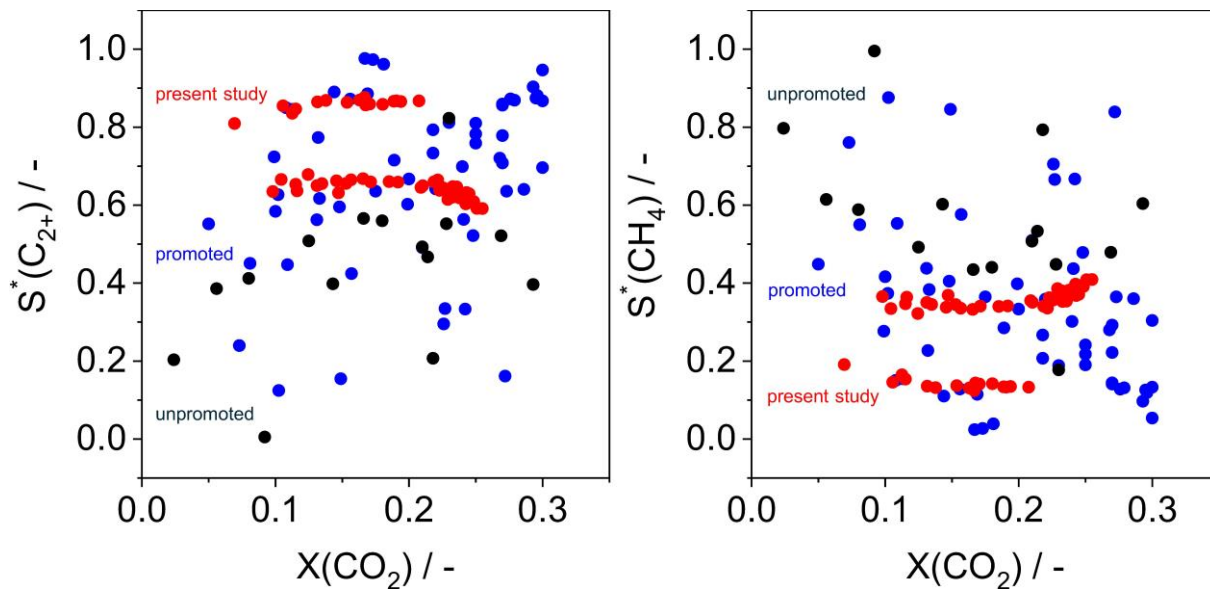 S*(C2+) / -
1.0
0.8
0.6
0.4
0.2
0.0
present study
promoted
unpromoted
0.0 0.1 0.2 0.3
X(CO2) / -
S*(CH4) / -
1.0
0.8
0.6
0.4
0.2
0.0
unpromoted
promoted
present study
0.0 0.1 0.2 0.3
X(CO2) / -